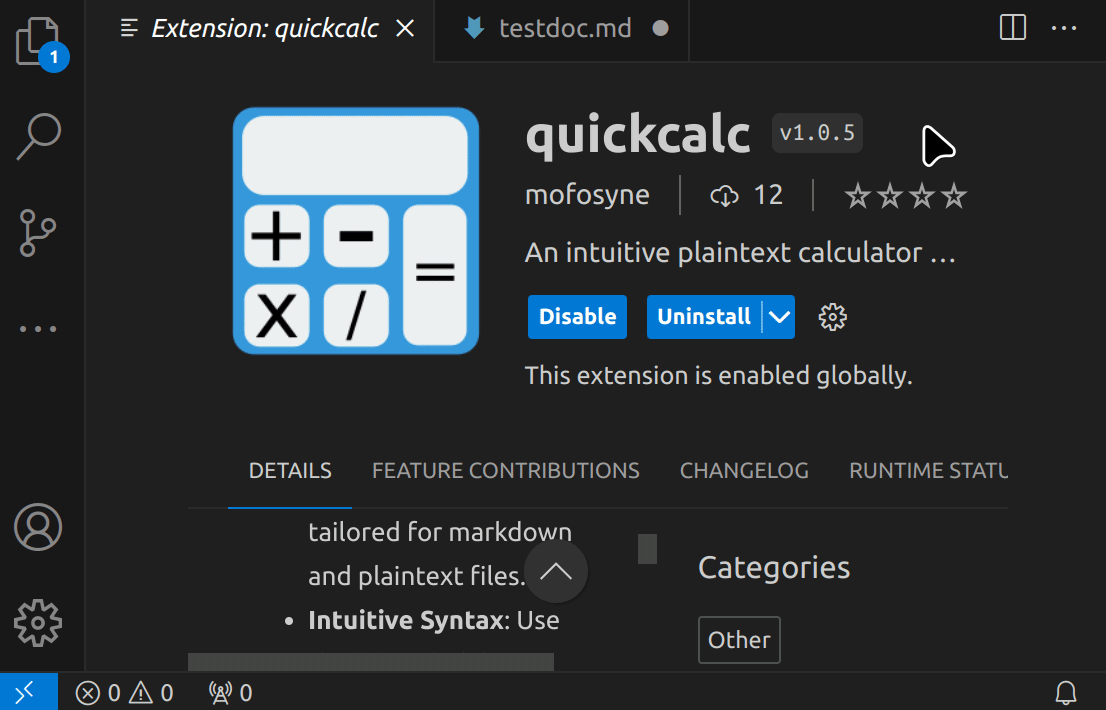 Extension: quickcalc
testdoc.md
1
quickcalc v1.0.5
mofosyne 12
An intuitive plaintext calculator …
Disable Uninstall
This extension is enabled globally.
DETAILS FEATURE CONTRIBUTIONS CHANGELOG RUNTIME STATU
tailored for markdown
and plaintext files.
• Intuitive Syntax: Use
Categories
Other
0 0 0
+ -
X / =